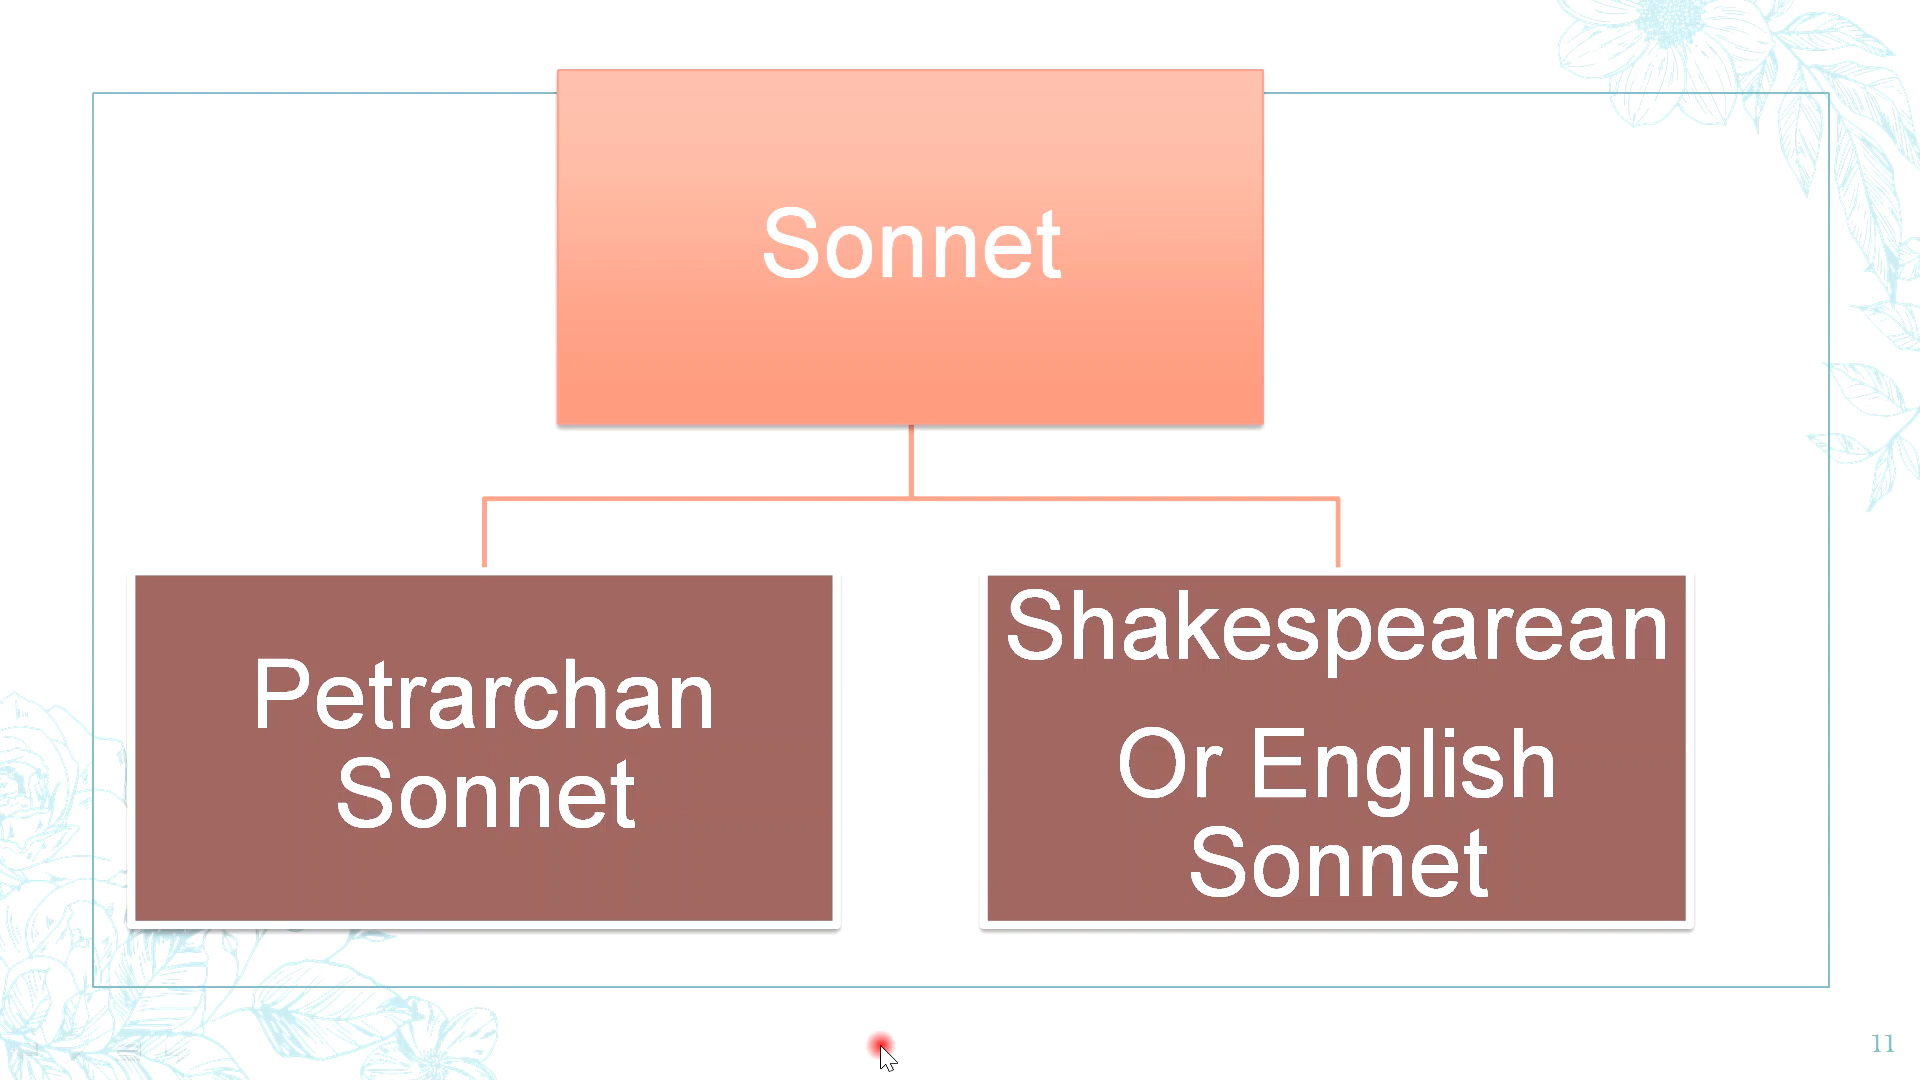 Sonnet
Petrarchan
Sonnet
Shakespearean
Or English
Sonnet
11